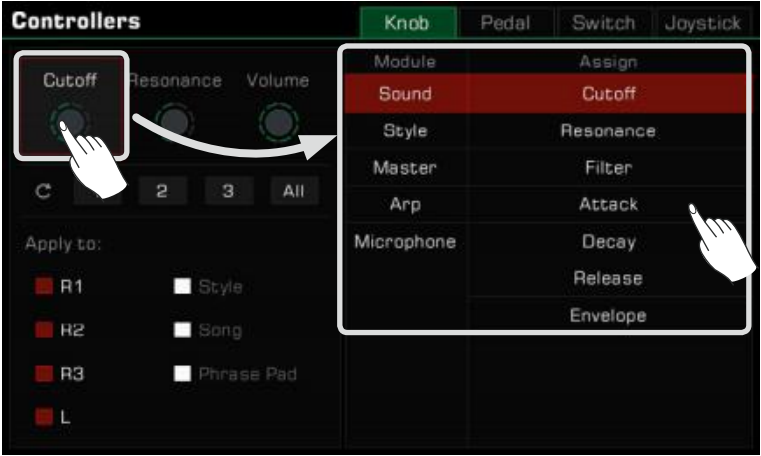 Controllers
Knob Pedal Switch Joystick
Cutoff Resonance Volume
Module Assign
Sound Cutoff
Style Resonance
Master Filter
Arp Attack
Microphone Decay
Release
Envelope
2 3 All
Apply to:
R1 Style
R2 Song
R3 Phrase Pad
L